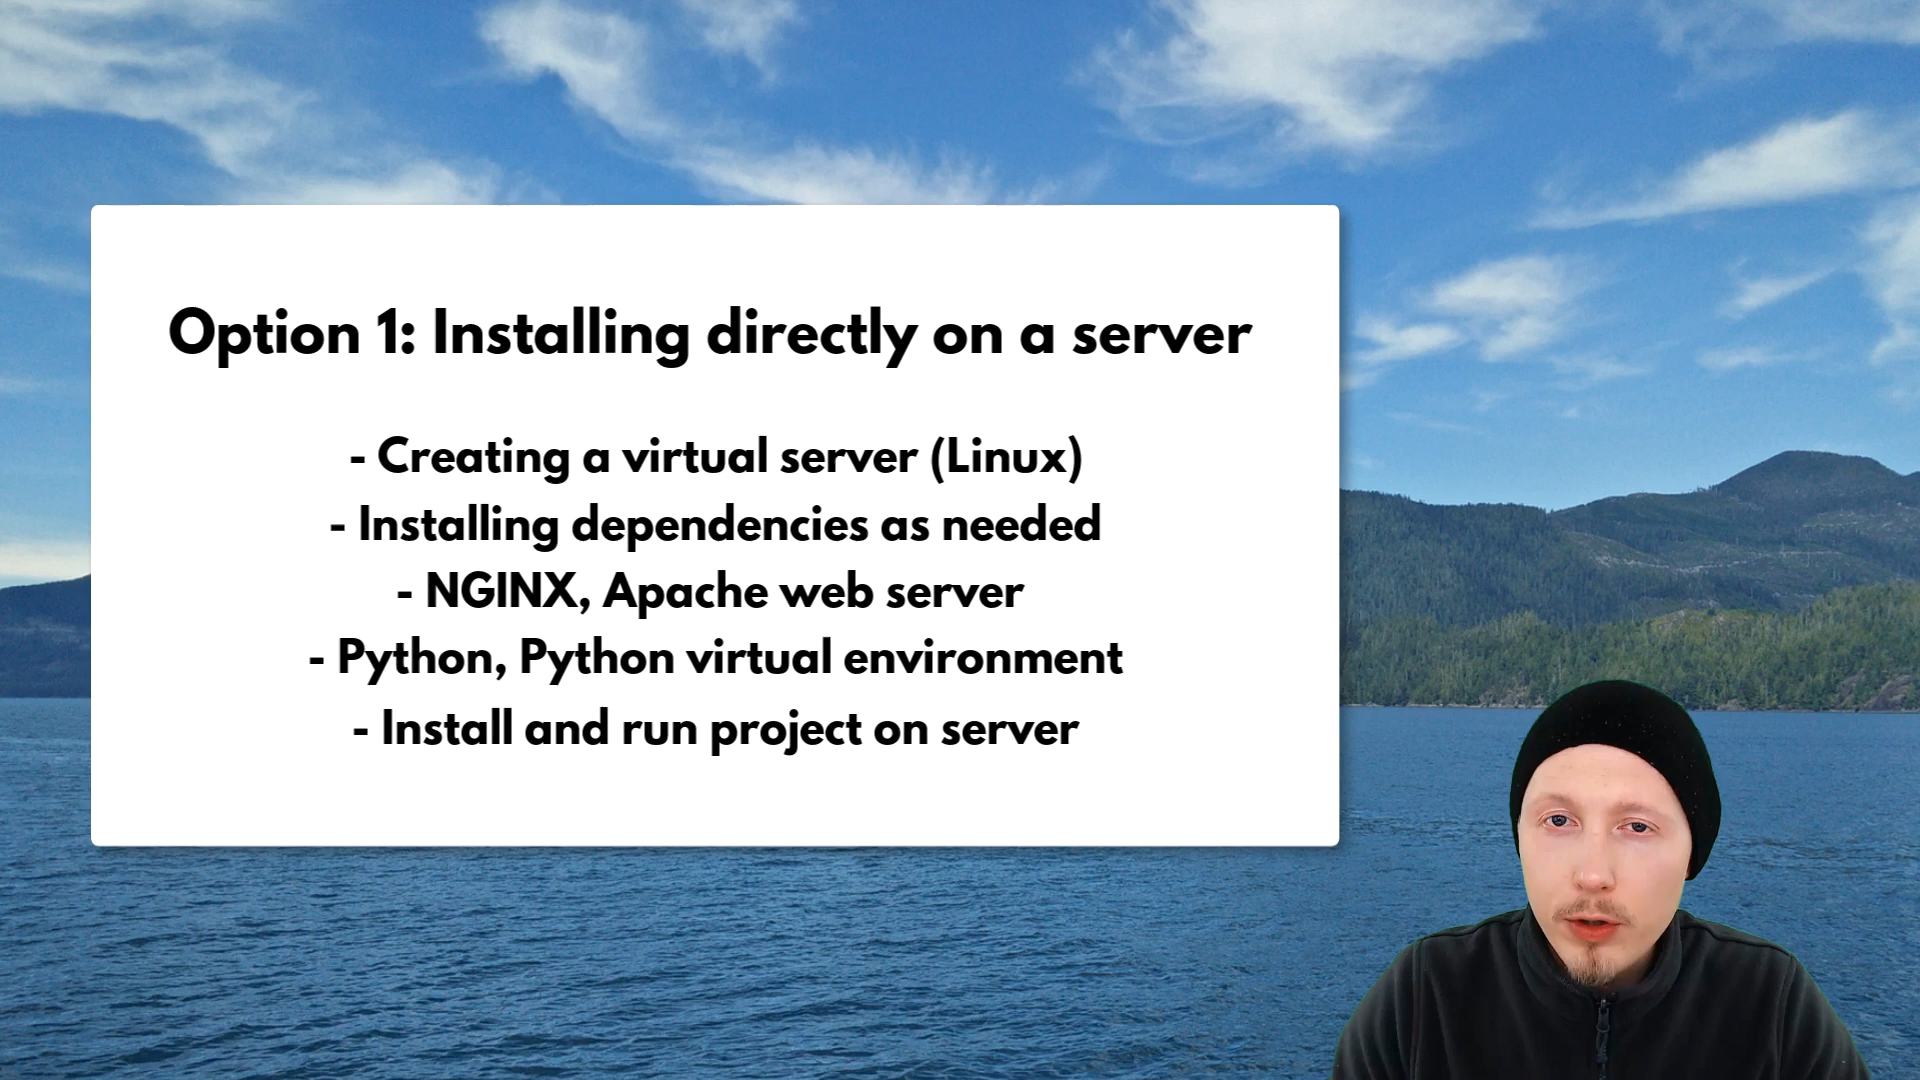 Option 1: Installing directly on a server
- Creating a virtual server (Linux)
- Installing dependencies as needed
- NGINX, Apache web server
- Python, Python virtual environment
- Install and run project on server